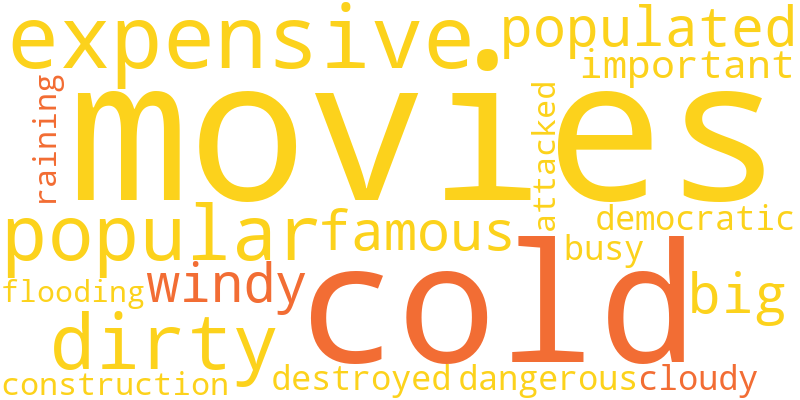 expensive
populated
important
raining
movies
attacked
popular
famous
democratic
busy
flooding
windy
cold
big
dirty
construction
destroyed
dangerous
cloudy